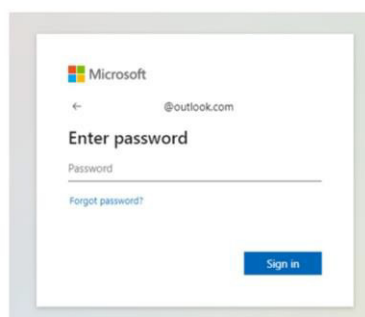 Microsoft
← @outlook.com
Enter password
Password
Forgot password?
Sign in